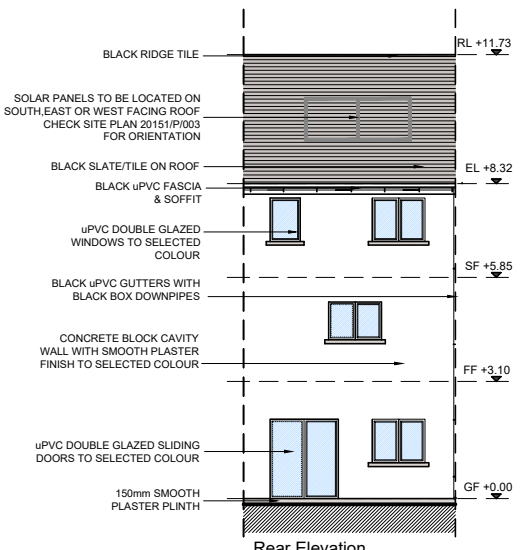 RL +11.73
BLACK RIDGE TILE
SOLAR PANELS TO BE LOCATED ON
SOUTH,EAST OR WEST FACING ROOF
CHECK SITE PLAN 20151/P/003
FOR ORIENTATION
BLACK SLATE/TILE ON ROOF
EL +8.32
BLACK uPVC FASCIA
& SOFFIT
uPVC DOUBLE GLAZED
WINDOWS TO SELECTED
COLOUR
SF +5.85
BLACK uPVC GUTTERS WITH
BLACK BOX DOWNPIPES
CONCRETE BLOCK CAVITY
WALL WITH SMOOTH PLASTER
FINISH TO SELECTED COLOUR
FF +3.10
uPVC DOUBLE GLAZED SLIDING
DOORS TO SELECTED COLOUR
150mm SMOOTH
PLASTER PLINTH
GF +0.00
Rear Elevation